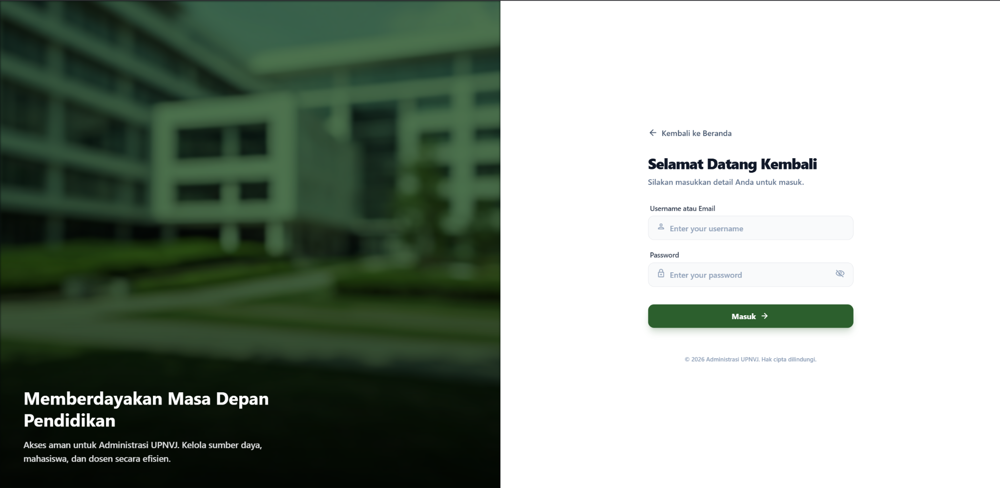 Memberdayakan Masa Depan
Pendidikan
Akses aman untuk Administrasi UPNVJ. Kelola sumber daya,
mahasiswa, dan dosen secara efisien.
Kembali ke Beranda
Selamat Datang Kembali
Silakan masukkan detail Anda untuk masuk.
Username atau Email
Enter your username
Password
Enter your password
Masuk
© 2026 Administrasi UPNVJ. Hak cipta dilindungi.